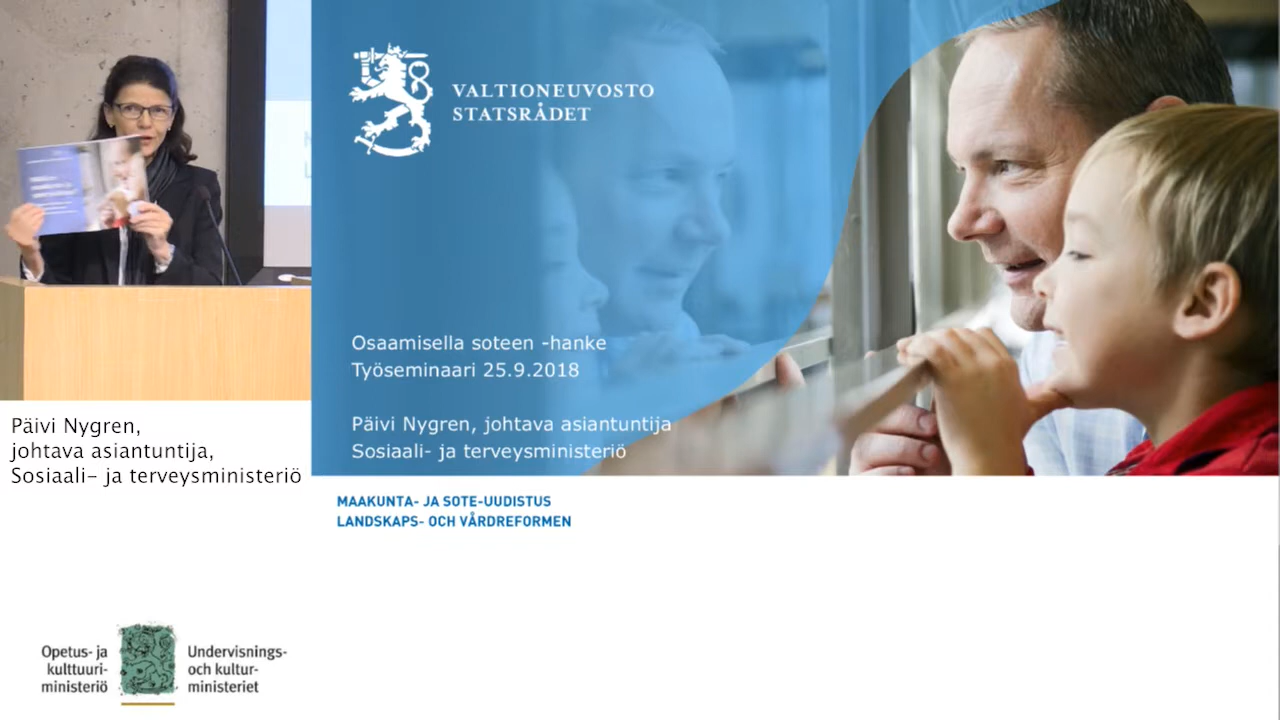 VALTIONEUVOSTO
STATSRÅDET
Osaamisella soteen -hanke
Työseminaari 25.9.2018
Päivi Nygren, johtava asiantuntija
Sosiaali- ja terveysministeriö
MAAKUNTA- JA SOTE-UUDISTUS
LANDSKAPS- OCH VÅRDREFORMEN
Päivi Nygren,
johtava asiantuntija,
Sosiaali- ja terveysministeriö
Opetus- ja
kulttuuri-
ministeriö
Undervisnings-
och kultur-
ministeriet